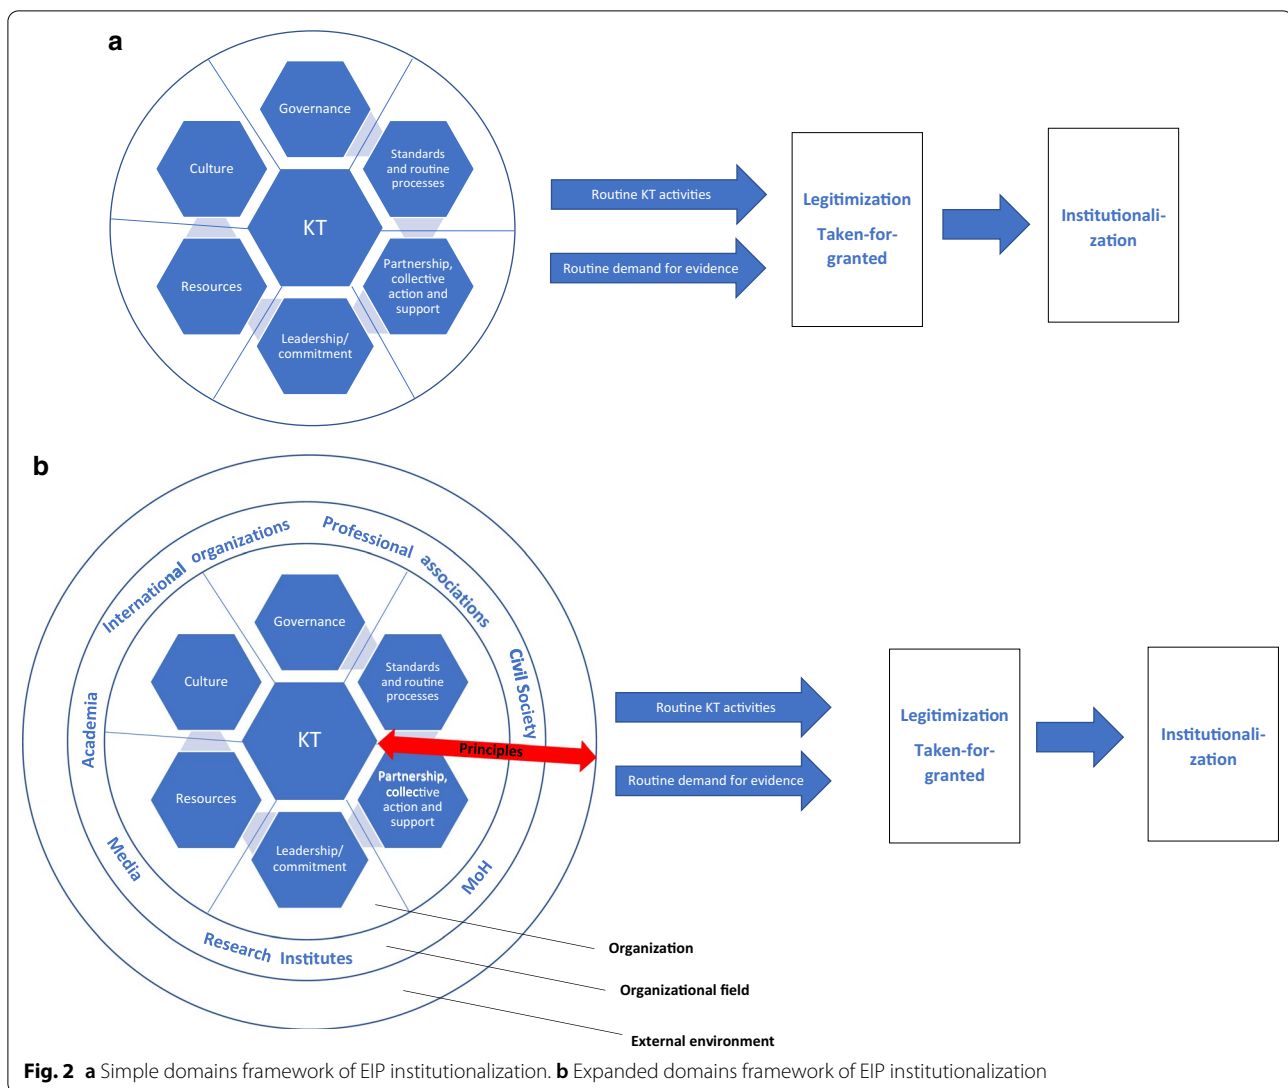 a
Governance
Culture
Standards
and routine
processes
KT
Resources
Partnership,
collective
action and
support
Leadership/
commitment
Routine KT activities
Routine demand for evidence
Legitimization
Taken-for-
granted
Institutionali-
zation
b
International organizations
Professional associations
Civil Society
Academia
Media
Research Institutes
MoH
Governance
Culture
Standards
and routine
processes
KT
Principles
Resources
Partnership,
collective
action and
support
Leadership/
commitment
Organization
Organizational field
External environment
Routine KT activities
Routine demand for evidence
Legitimization
Taken-for-
granted
Institutionali-
zation
Fig. 2 a Simple domains framework of EIP institutionalization. b Expanded domains framework of EIP institutionalization